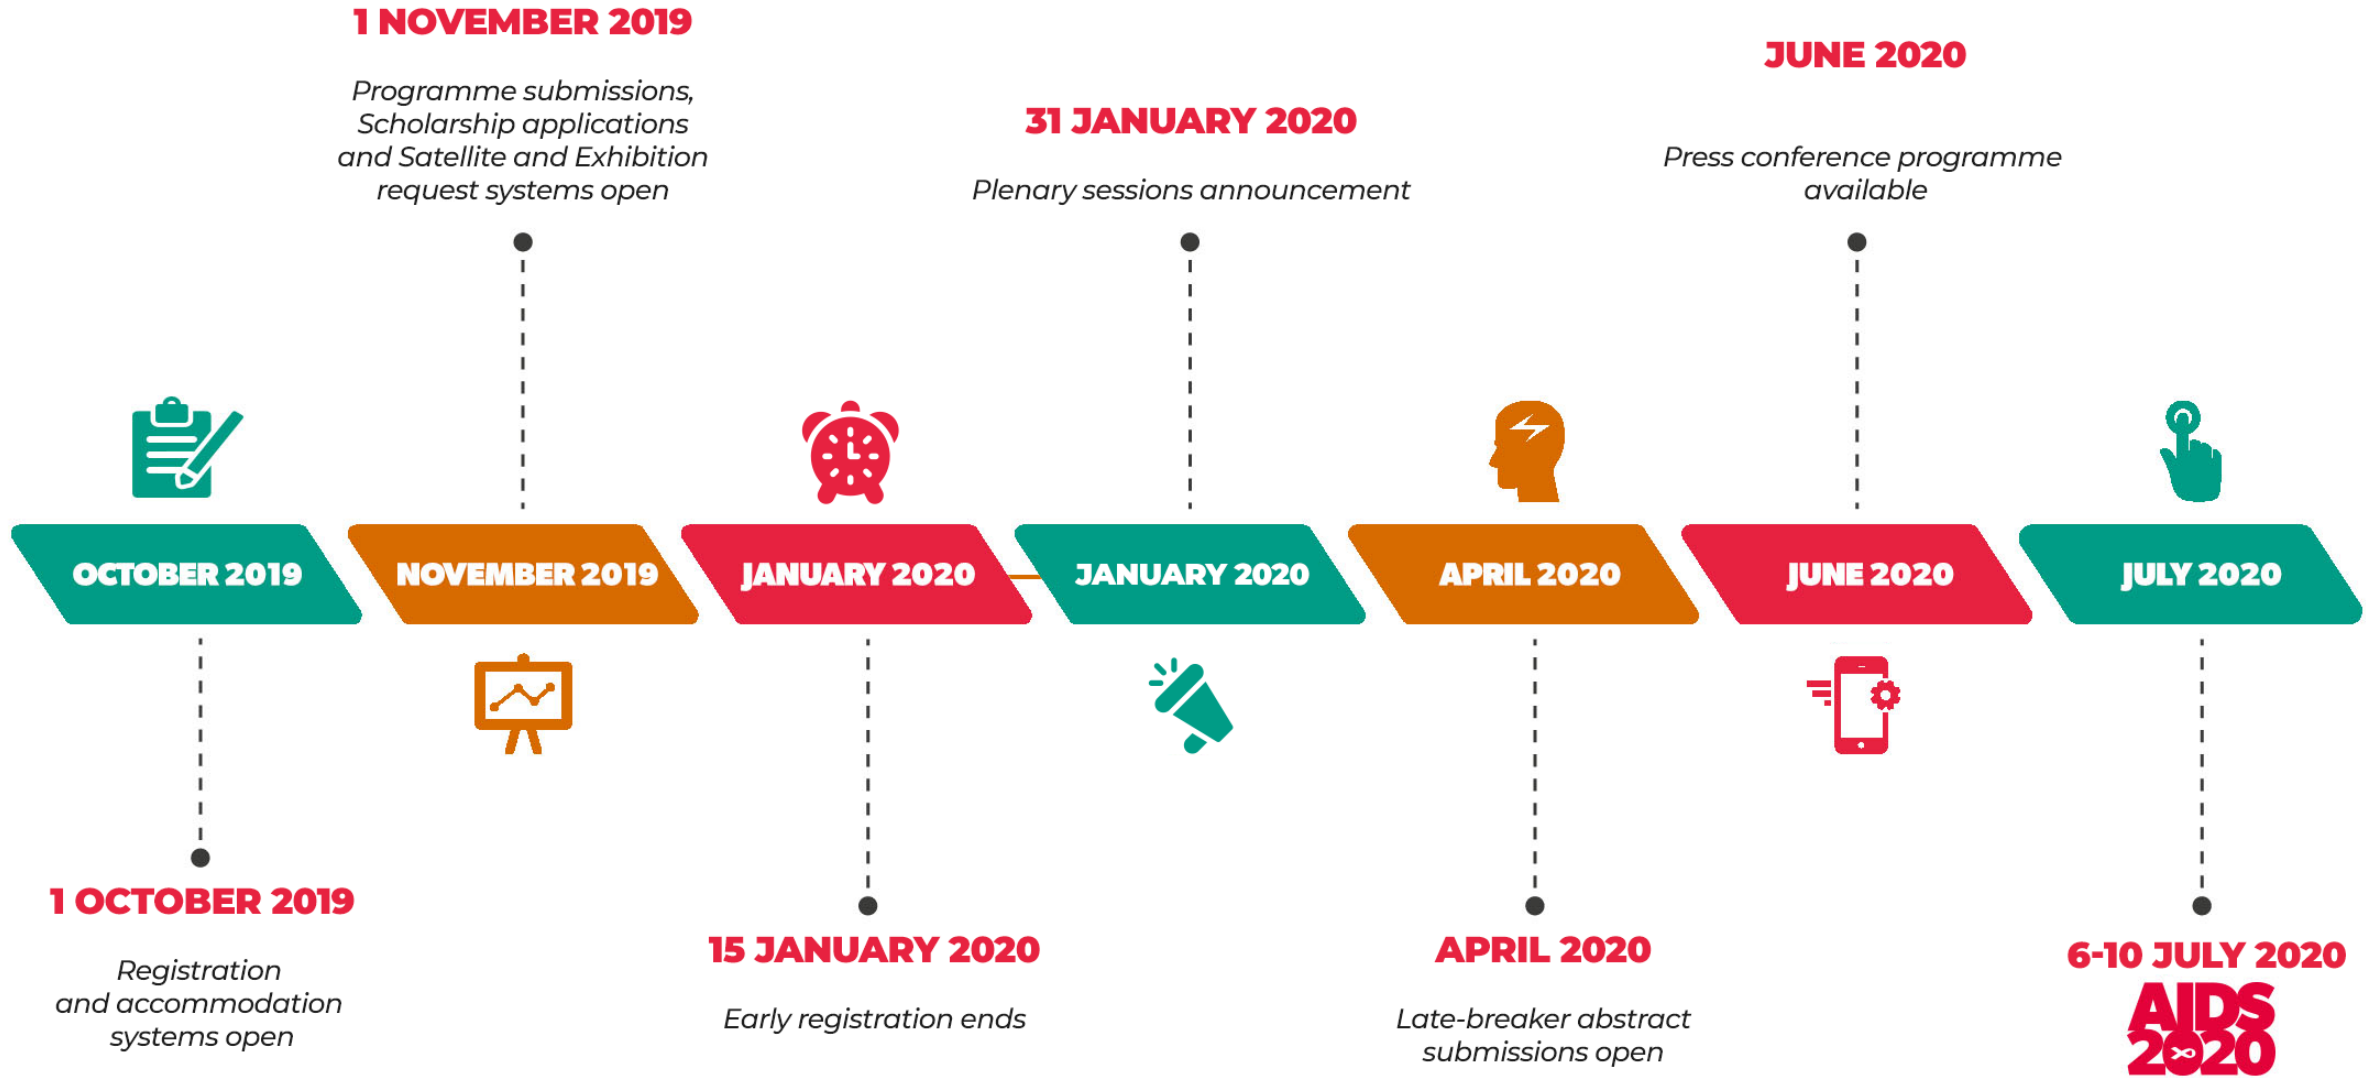 1 NOVEMBER 2019
Programme submissions,
Scholarship applications
and Satellite and Exhibition
request systems open
31 JANUARY 2020
Plenary sessions announcement
JUNE 2020
Press conference programme
available
OCTOBER 2019
NOVEMBER 2019
JANUARY 2020
JANUARY 2020
APRIL 2020
JUNE 2020
JULY 2020
1 OCTOBER 2019
Registration
and accommodation
systems open
15 JANUARY 2020
Early registration ends
APRIL 2020
Late-breaker abstract
submissions open
6-10 JULY 2020
AIDS
2020